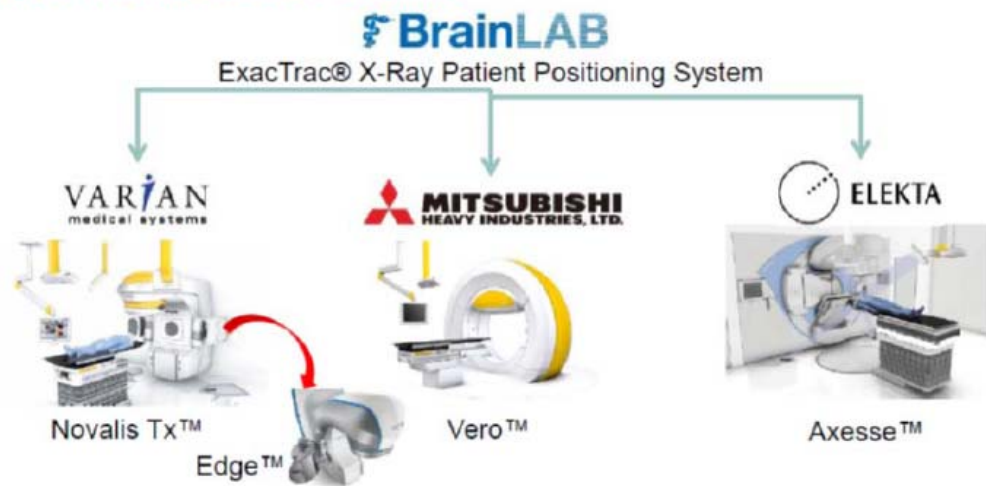 BrainLAB
ExacTrac® X-Ray Patient Positioning System
VARIAN
medical systems
MITSUBISHI
HEAVY INDUSTRIES, LTD.
ELEKTA
Novalis Tx™
Vero™
Axesse™
Edge™